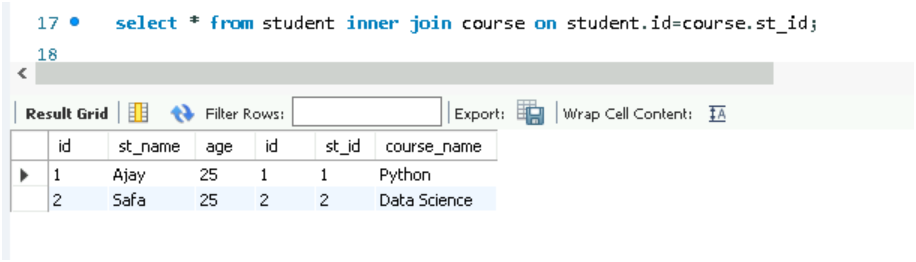 17 select * from student inner join course on student.id=course.st_id;
18
Result Grid Filter Rows: Export: Wrap Cell Content: IA
id st_name age id st_id course_name
1 Ajay 25 1 1 Python
2 Safa 25 2 2 Data Science